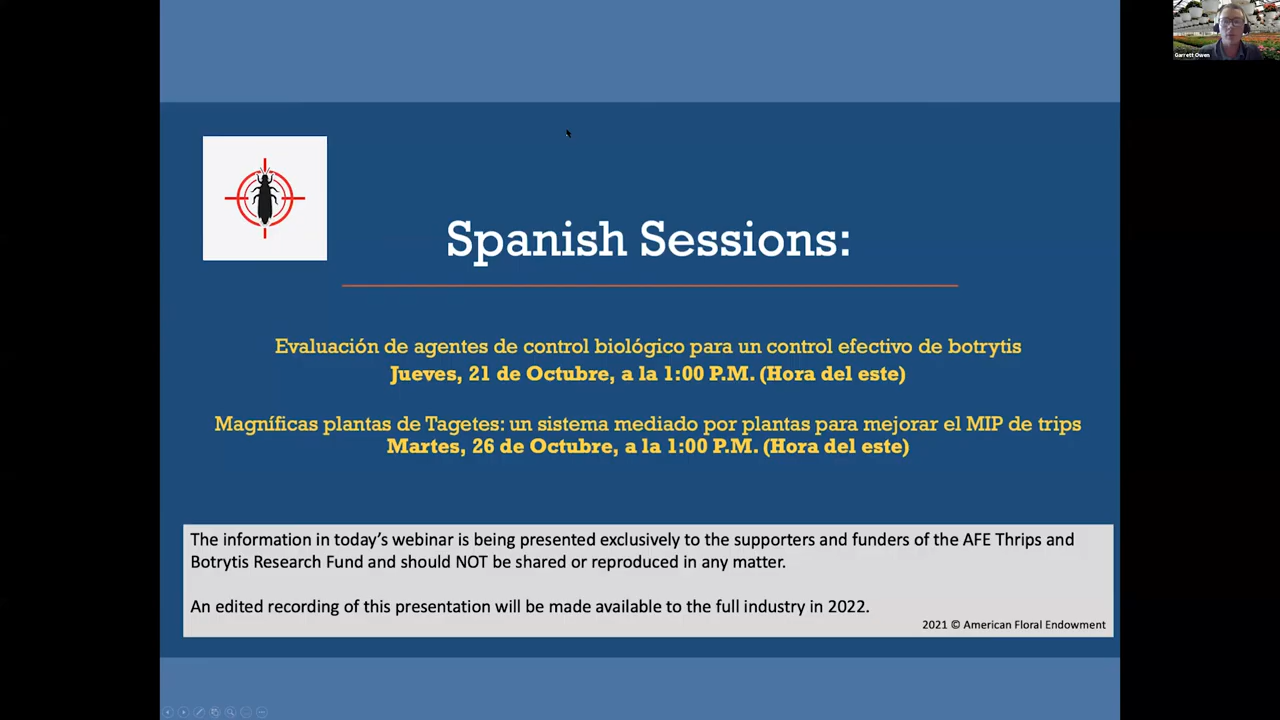 Garrett Owen
Spanish Sessions:
Evaluación de agentes de control biológico para un control efectivo de botrytis
Jueves, 21 de Octubre, a la 1:00 P.M. (Hora del este)
Magníficas plantas de Tagetes: un sistema mediado por plantas para mejorar el MIP de trips
Martes, 26 de Octubre, a la 1:00 P.M. (Hora del este)
The information in today's webinar is being presented exclusively to the supporters and funders of the AFE Thrips and
Botrytis Research Fund and should NOT be shared or reproduced in any matter.
An edited recording of this presentation will be made available to the full industry in 2022.
2021 © American Floral Endowment